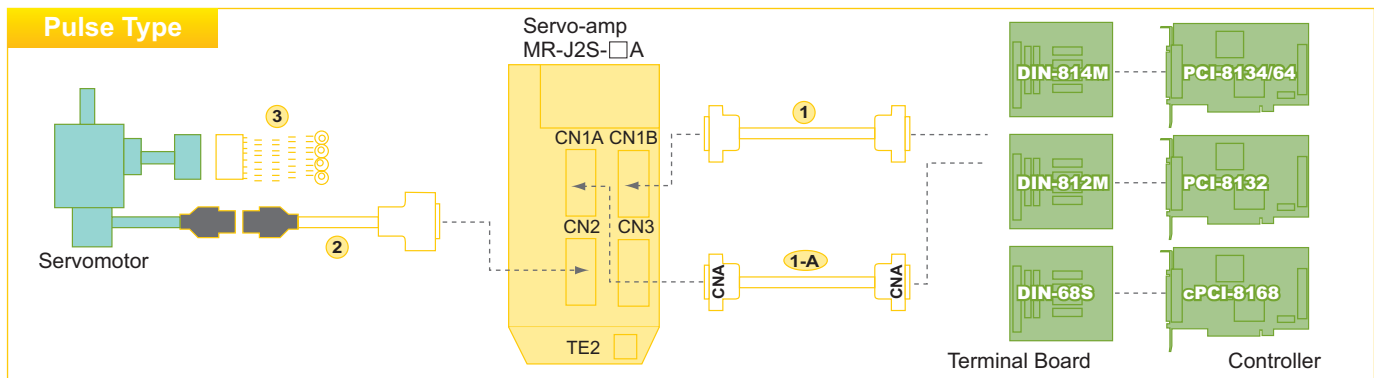 Pulse Type
Servo-amp
MR-J2S-□A
DIN-814M
PCI-8134/64
3
1
CN1A CN1B
DIN-812M
PCI-8132
CN2 CN3
2
Servomotor
1-A
CNA
CNA
DIN-68S
cPCI-8168
TE2
Terminal Board
Controller